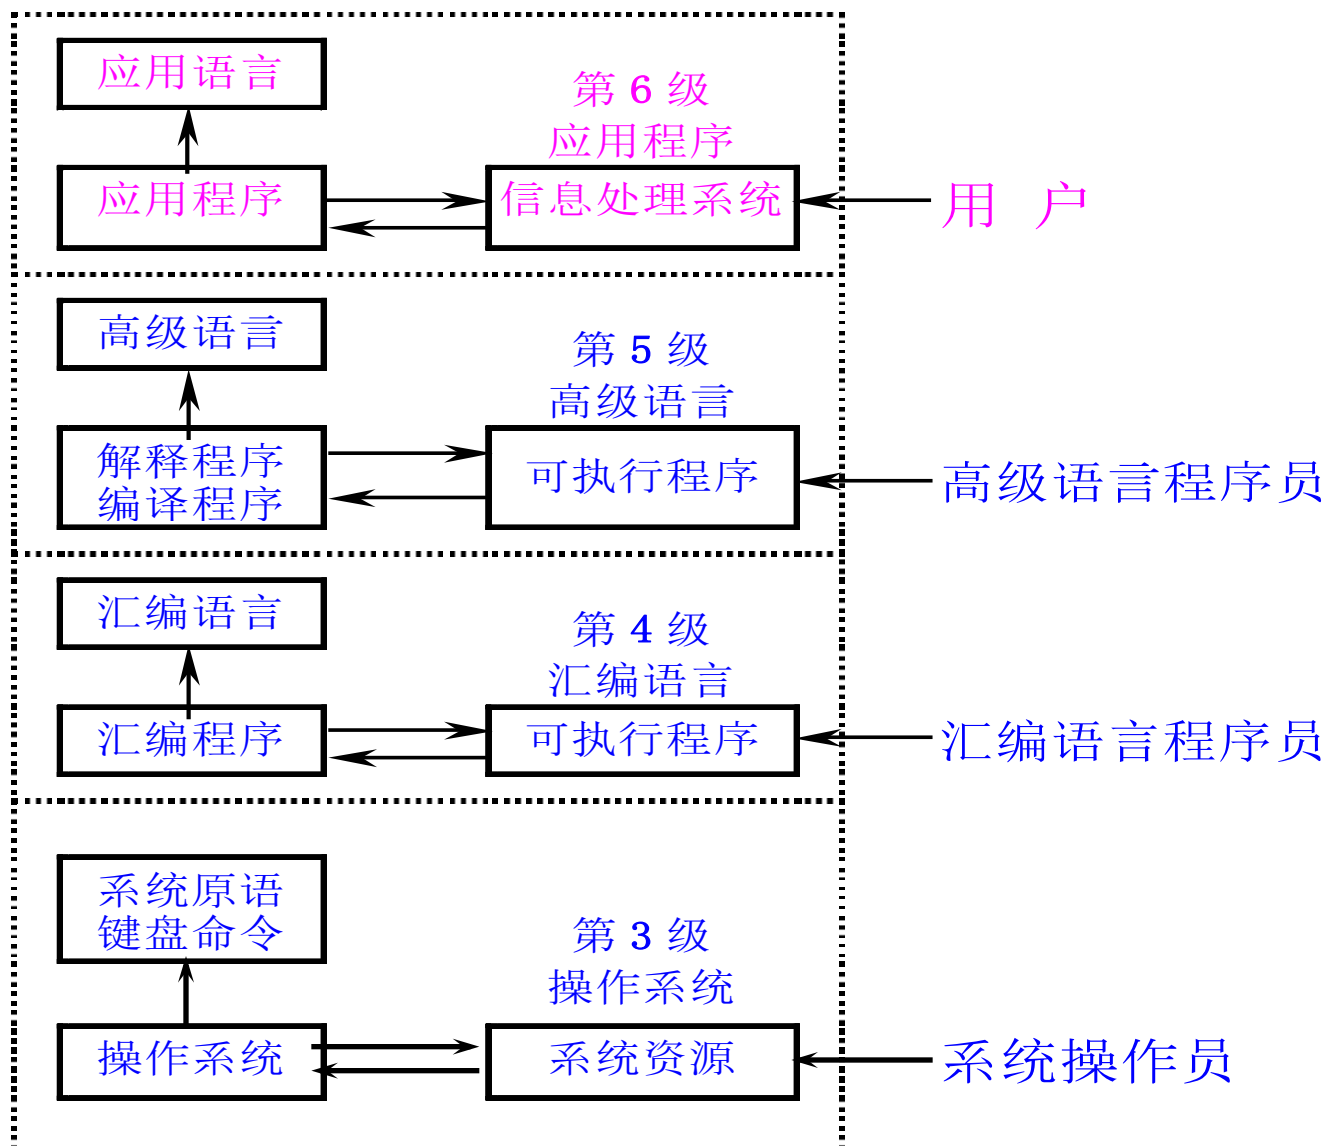 应用语言
第 6 级
应用程序
应用程序
信息处理系统
用 户
高级语言
第 5 级
高级语言
解释程序
编译程序
可执行程序
高级语言程序员
汇编语言
第 4 级
汇编语言
汇编程序
可执行程序
汇编语言程序员
系统原语
键盘命令
第 3 级
操作系统
操作系统
系统资源
系统操作员